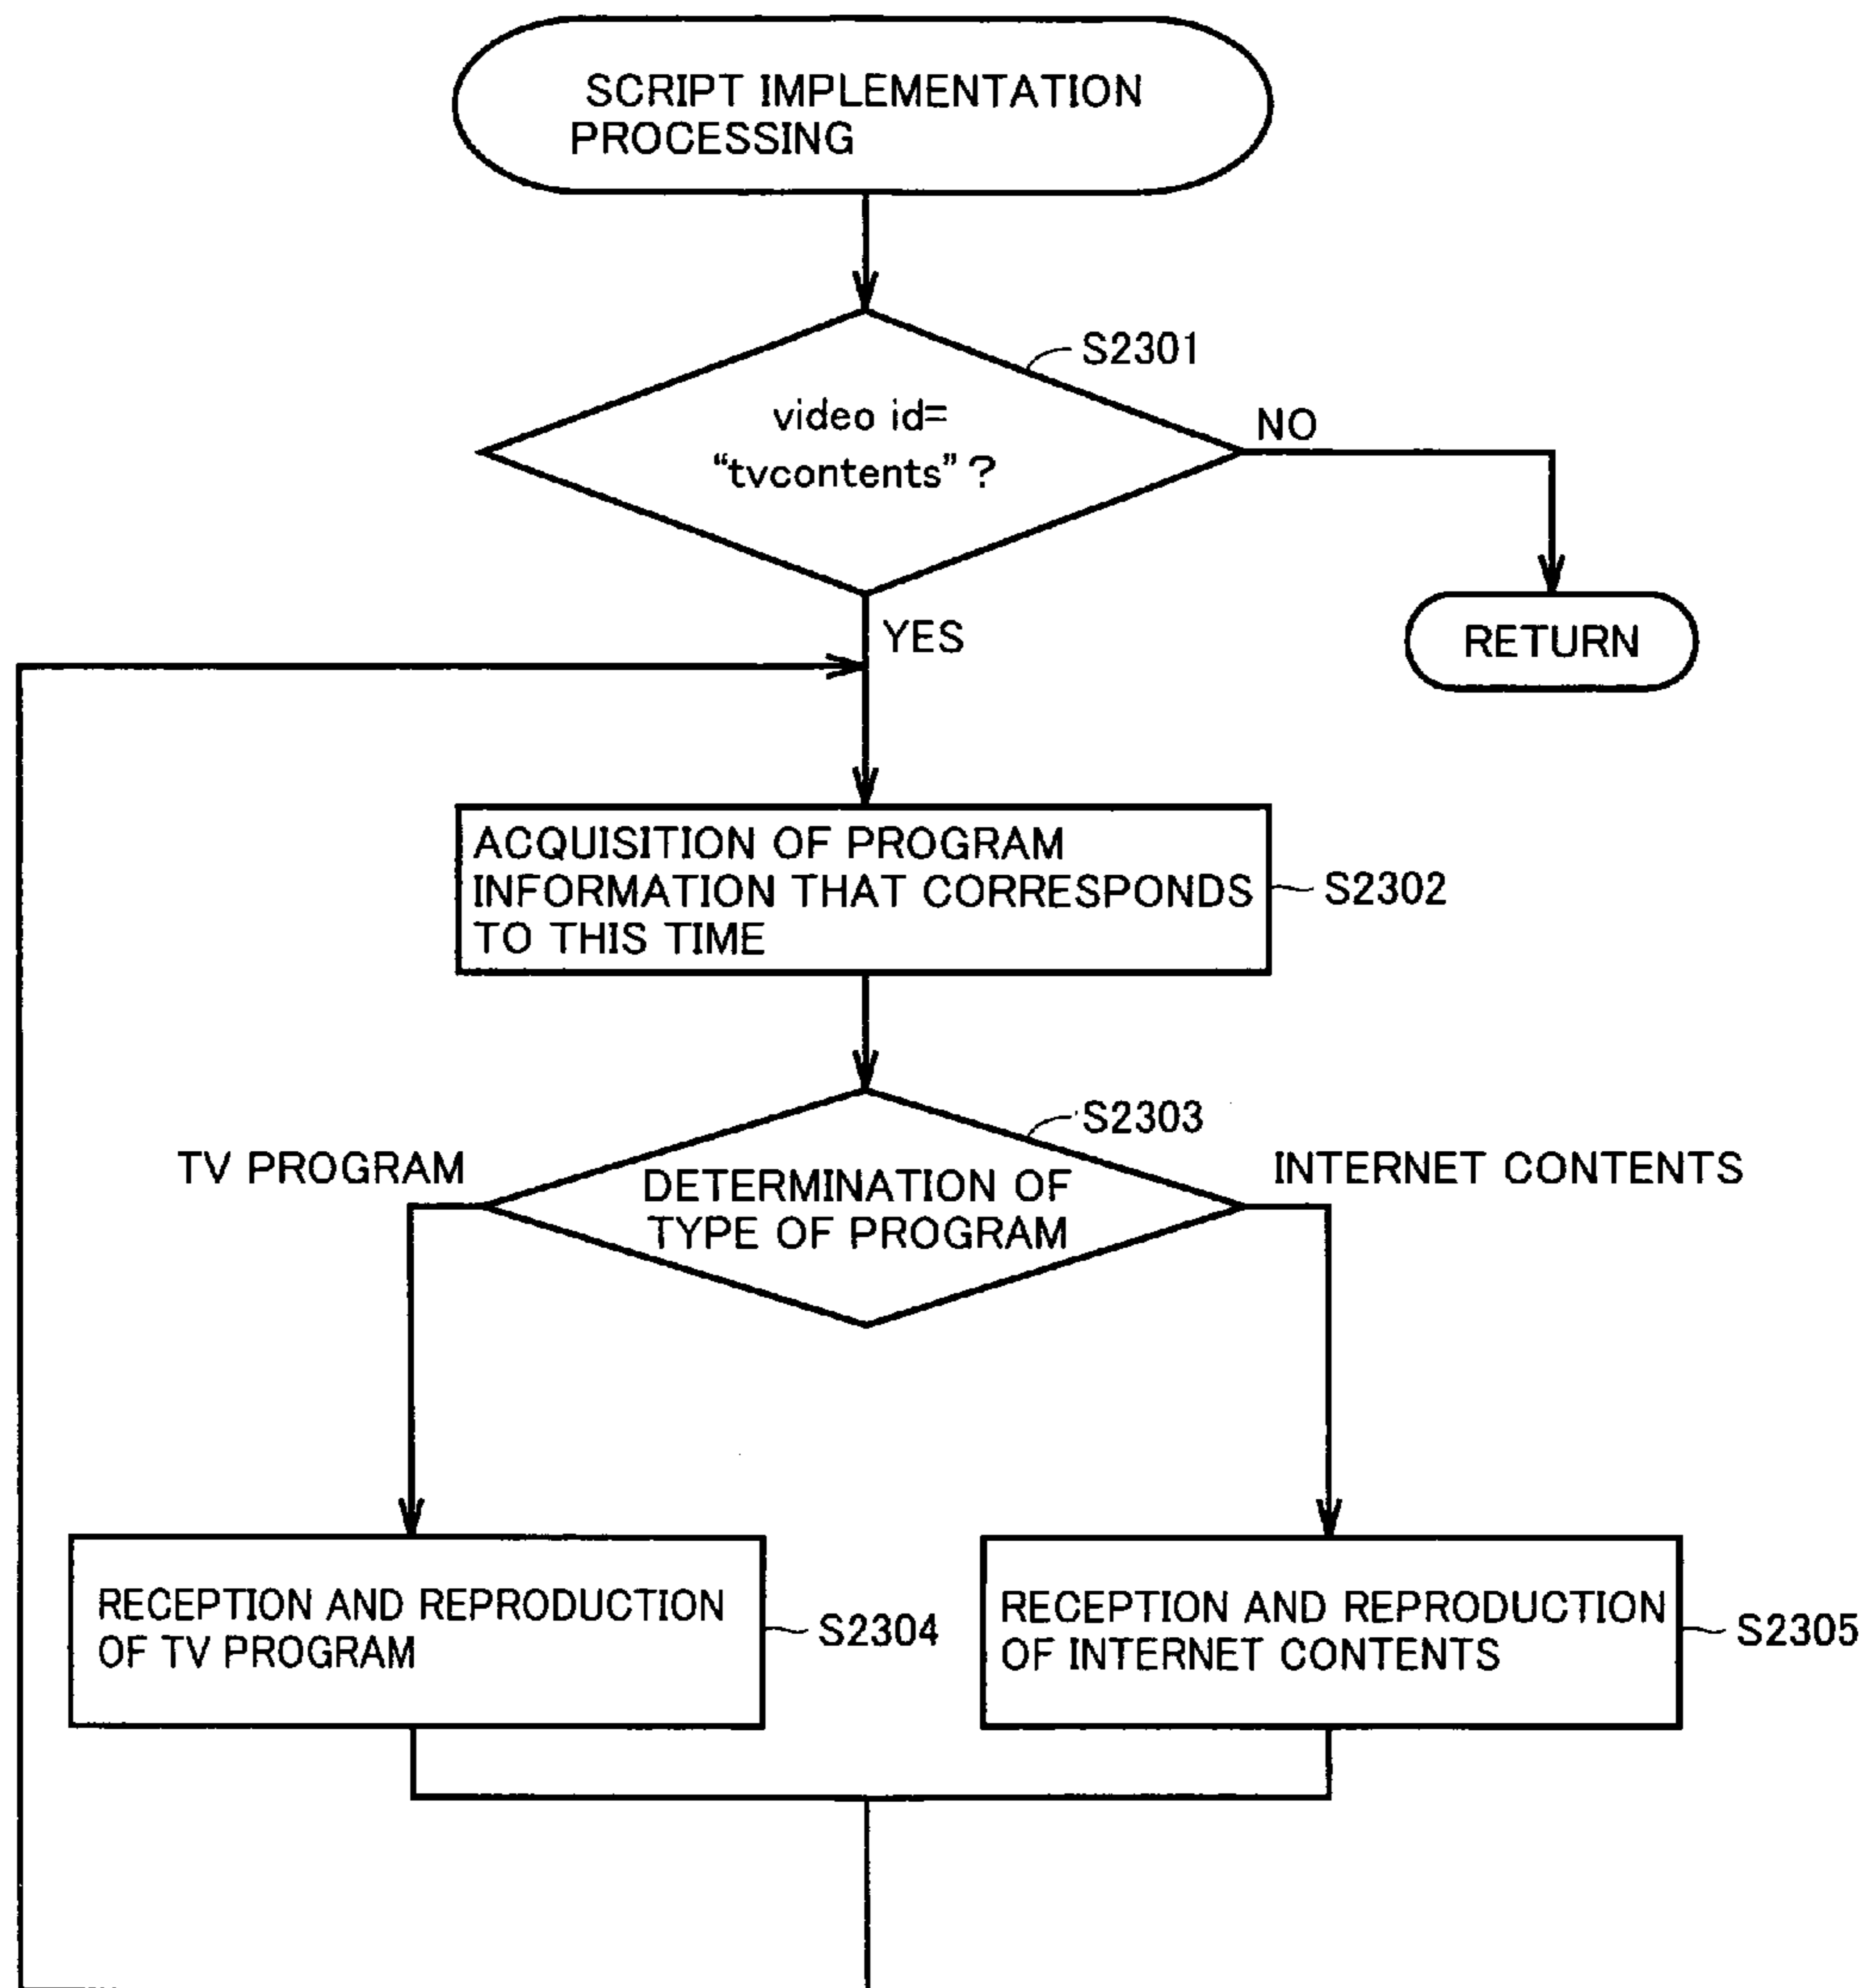 SCRIPT IMPLEMENTATION
PROCESSING
S2301
video id=
“tvcontents” ?
NO
YES
RETURN
ACQUISITION OF PROGRAM
INFORMATION THAT CORRESPONDS
TO THIS TIME
S2302
S2303
TV PROGRAM
INTERNET CONTENTS
DETERMINATION OF
TYPE OF PROGRAM
RECEPTION AND REPRODUCTION
OF TV PROGRAM
S2304
RECEPTION AND REPRODUCTION
OF INTERNET CONTENTS
S2305